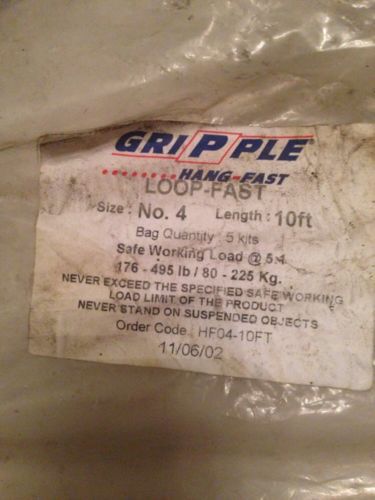 GRIPPLE
........HANG-FAST
LOOP-FAST
Size : No. 4 Length : 10ft
Bag Quantity : 5 kits
Safe Working Load @ 5:1
176 - 495 lb / 80 - 225 Kg.
NEVER EXCEED THE SPECIFIED SAFE WORKING
LOAD LIMIT OF THE PRODUCT
NEVER STAND ON SUSPENDED OBJECTS
Order Code : HF04-10FT
11/06/02